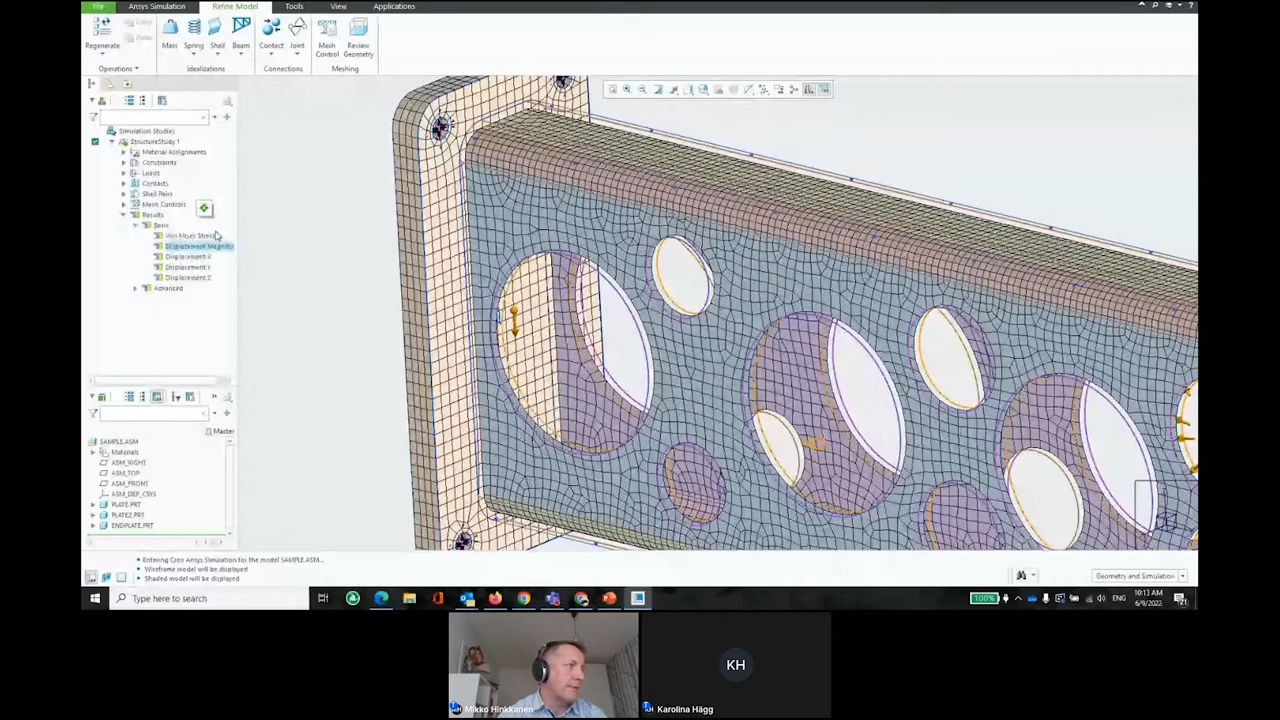 File
Ansys Simulation
Refine Model
Tools
View
Applications
Regenerate
Mass
Spring
Shell
Beam
Contact
Joint
Mesh
Control
Review
Geometry
Operations
Idealizations
Connections
Meshing
Simulation Studies
StructureStudy 1
Material Assignments
Constraints
Loads
Contacts
Shell Pairs
Mesh Controls
Results
Von Mises Stress
Displacement Magnitu
Displacement X
Displacement Y
Displacement Z
Advanced
Master
SAMPLE.ASM
Materials
ASM_RIGHT
ASM_TOP
ASM_FRONT
ASM_DEF_CSYS
PLATE.PRT
PLATE2.PRT
ENDPLATE.PRT
• Entering Creo Ansys Simulation for the model SAMPLE.ASM...
• Wireframe model will be displayed
• Shaded model will be displayed
Geometry and Simulation
Type here to search
100%
ENG
10:13 AM
6/9/2022
21
KH
Mikko Hinkkanen
Karolina Hägg